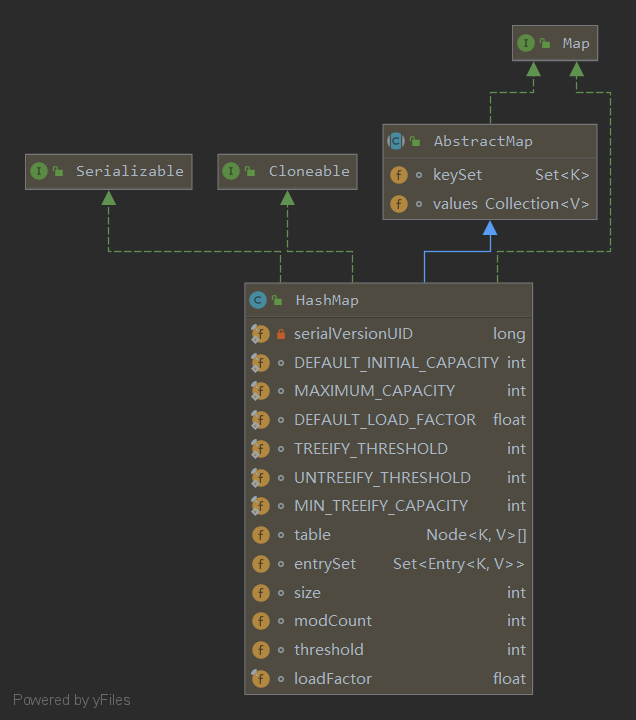 I Map
C AbstractMap
f keySet Set<K>
f values Collection<V>
I Serializable
I Cloneable
C HashMap
f serialVersionUID long
f DEFAULT_INITIAL_CAPACITY int
f MAXIMUM_CAPACITY int
f DEFAULT_LOAD_FACTOR float
f TREEIFY_THRESHOLD int
f UNTREEIFY_THRESHOLD int
f MIN_TREEIFY_CAPACITY int
f table Node<K, V>[]
f entrySet Set<Entry<K, V>>
f size int
f modCount int
f threshold int
f loadFactor float
Powered by yFiles